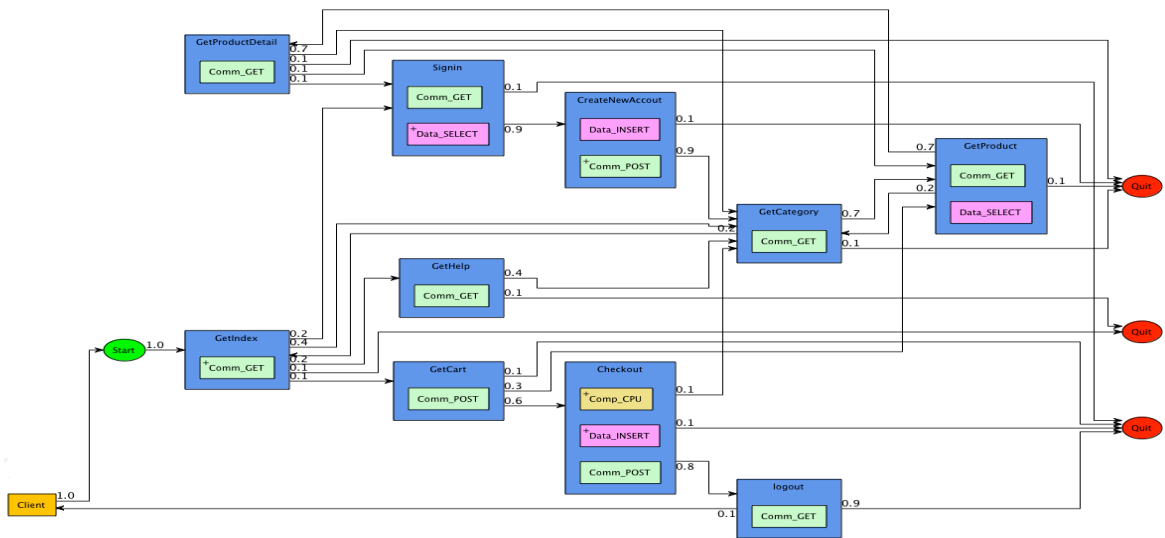 GetProductDetail
0.7
0.1
0.1
0.1
Comm_GET
Signin
0.1
Comm_GET
+Data_SELECT
0.9
CreateNewAccout
0.1
Data_INSERT
0.9
+Comm_POST
GetProduct
0.7
Comm_GET
0.1
0.2
Data_SELECT
Quit
GetCategory
0.7
0.2
Comm_GET
0.1
GetHelp
0.4
Comm_GET
0.1
Start
1.0
GetIndex
0.2
0.4
0.2
+Comm_GET
0.1
0.1
Quit
GetCart
0.1
0.3
Comm_POST
0.6
Checkout
+Comp_CPU
0.1
+Data_INSERT
0.1
Comm_POST
0.8
Quit
logout
0.9
Comm_GET
0.1
Client
1.0